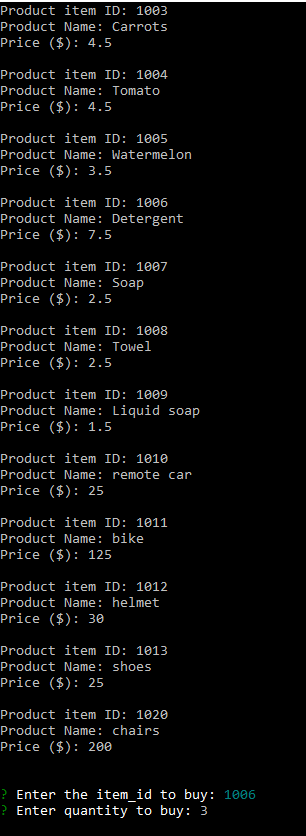 Product item ID: 1003
Product Name: Carrots
Price ($): 4.5
Product item ID: 1004
Product Name: Tomato
Price ($): 4.5
Product item ID: 1005
Product Name: Watermelon
Price ($): 3.5
Product item ID: 1006
Product Name: Detergent
Price ($): 7.5
Product item ID: 1007
Product Name: Soap
Price ($): 2.5
Product item ID: 1008
Product Name: Towel
Price ($): 2.5
Product item ID: 1009
Product Name: Liquid soap
Price ($): 1.5
Product item ID: 1010
Product Name: remote car
Price ($): 25
Product item ID: 1011
Product Name: bike
Price ($): 125
Product item ID: 1012
Product Name: helmet
Price ($): 30
Product item ID: 1013
Product Name: shoes
Price ($): 25
Product item ID: 1020
Product Name: chairs
Price ($): 200
? Enter the item_id to buy: 1006
? Enter quantity to buy: 3